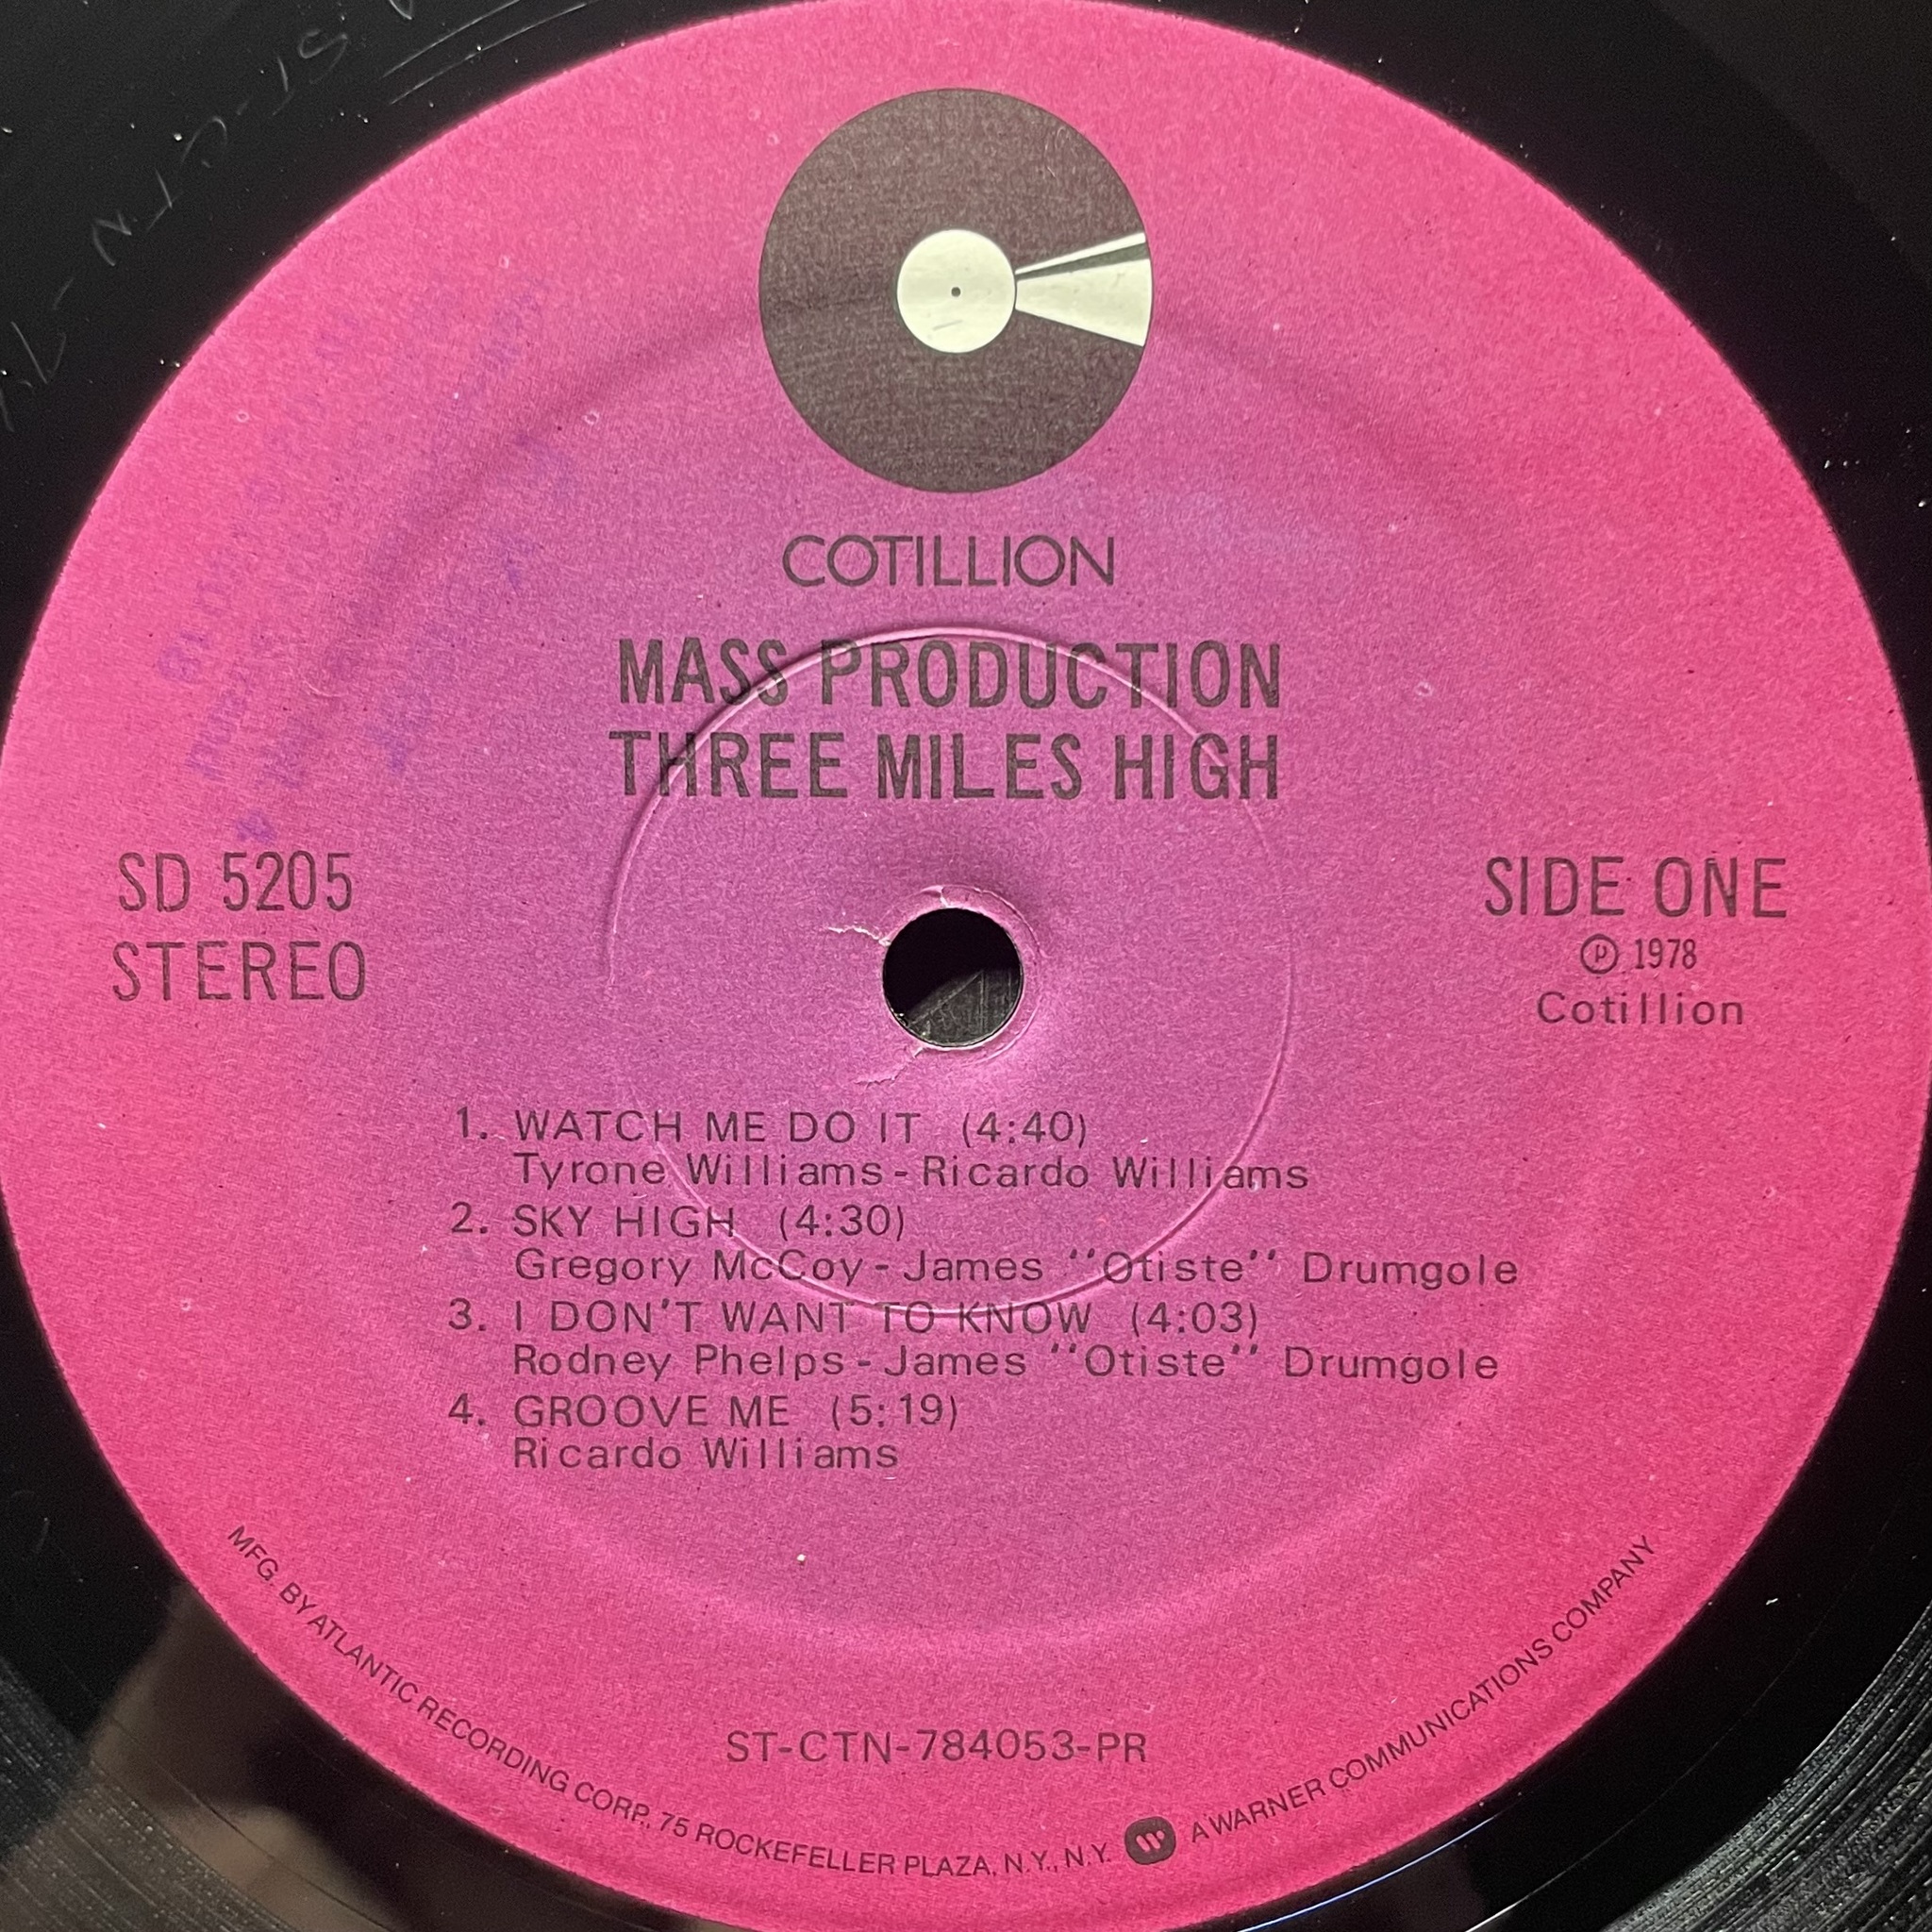 COTILLION
MASS PRODUCTION
THREE MILES HIGH
SD 5205
STEREO
SIDE ONE
℗ 1978
Cotillion
1. WATCH ME DO IT (4:40)
Tyrone Williams - Ricardo Williams
2. SKY HIGH (4:30)
Gregory McCoy - James "Otiste" Drumgole
3. I DON'T WANT TO KNOW (4:03)
Rodney Phelps - James "Otiste" Drumgole
4. GROOVE ME (5:19)
Ricardo Williams
ST-CTN-784053-PR
MFG. BY ATLANTIC RECORDING CORP., 75 ROCKEFELLER PLAZA, N.Y., N.Y. W A WARNER COMMUNICATIONS COMPANY